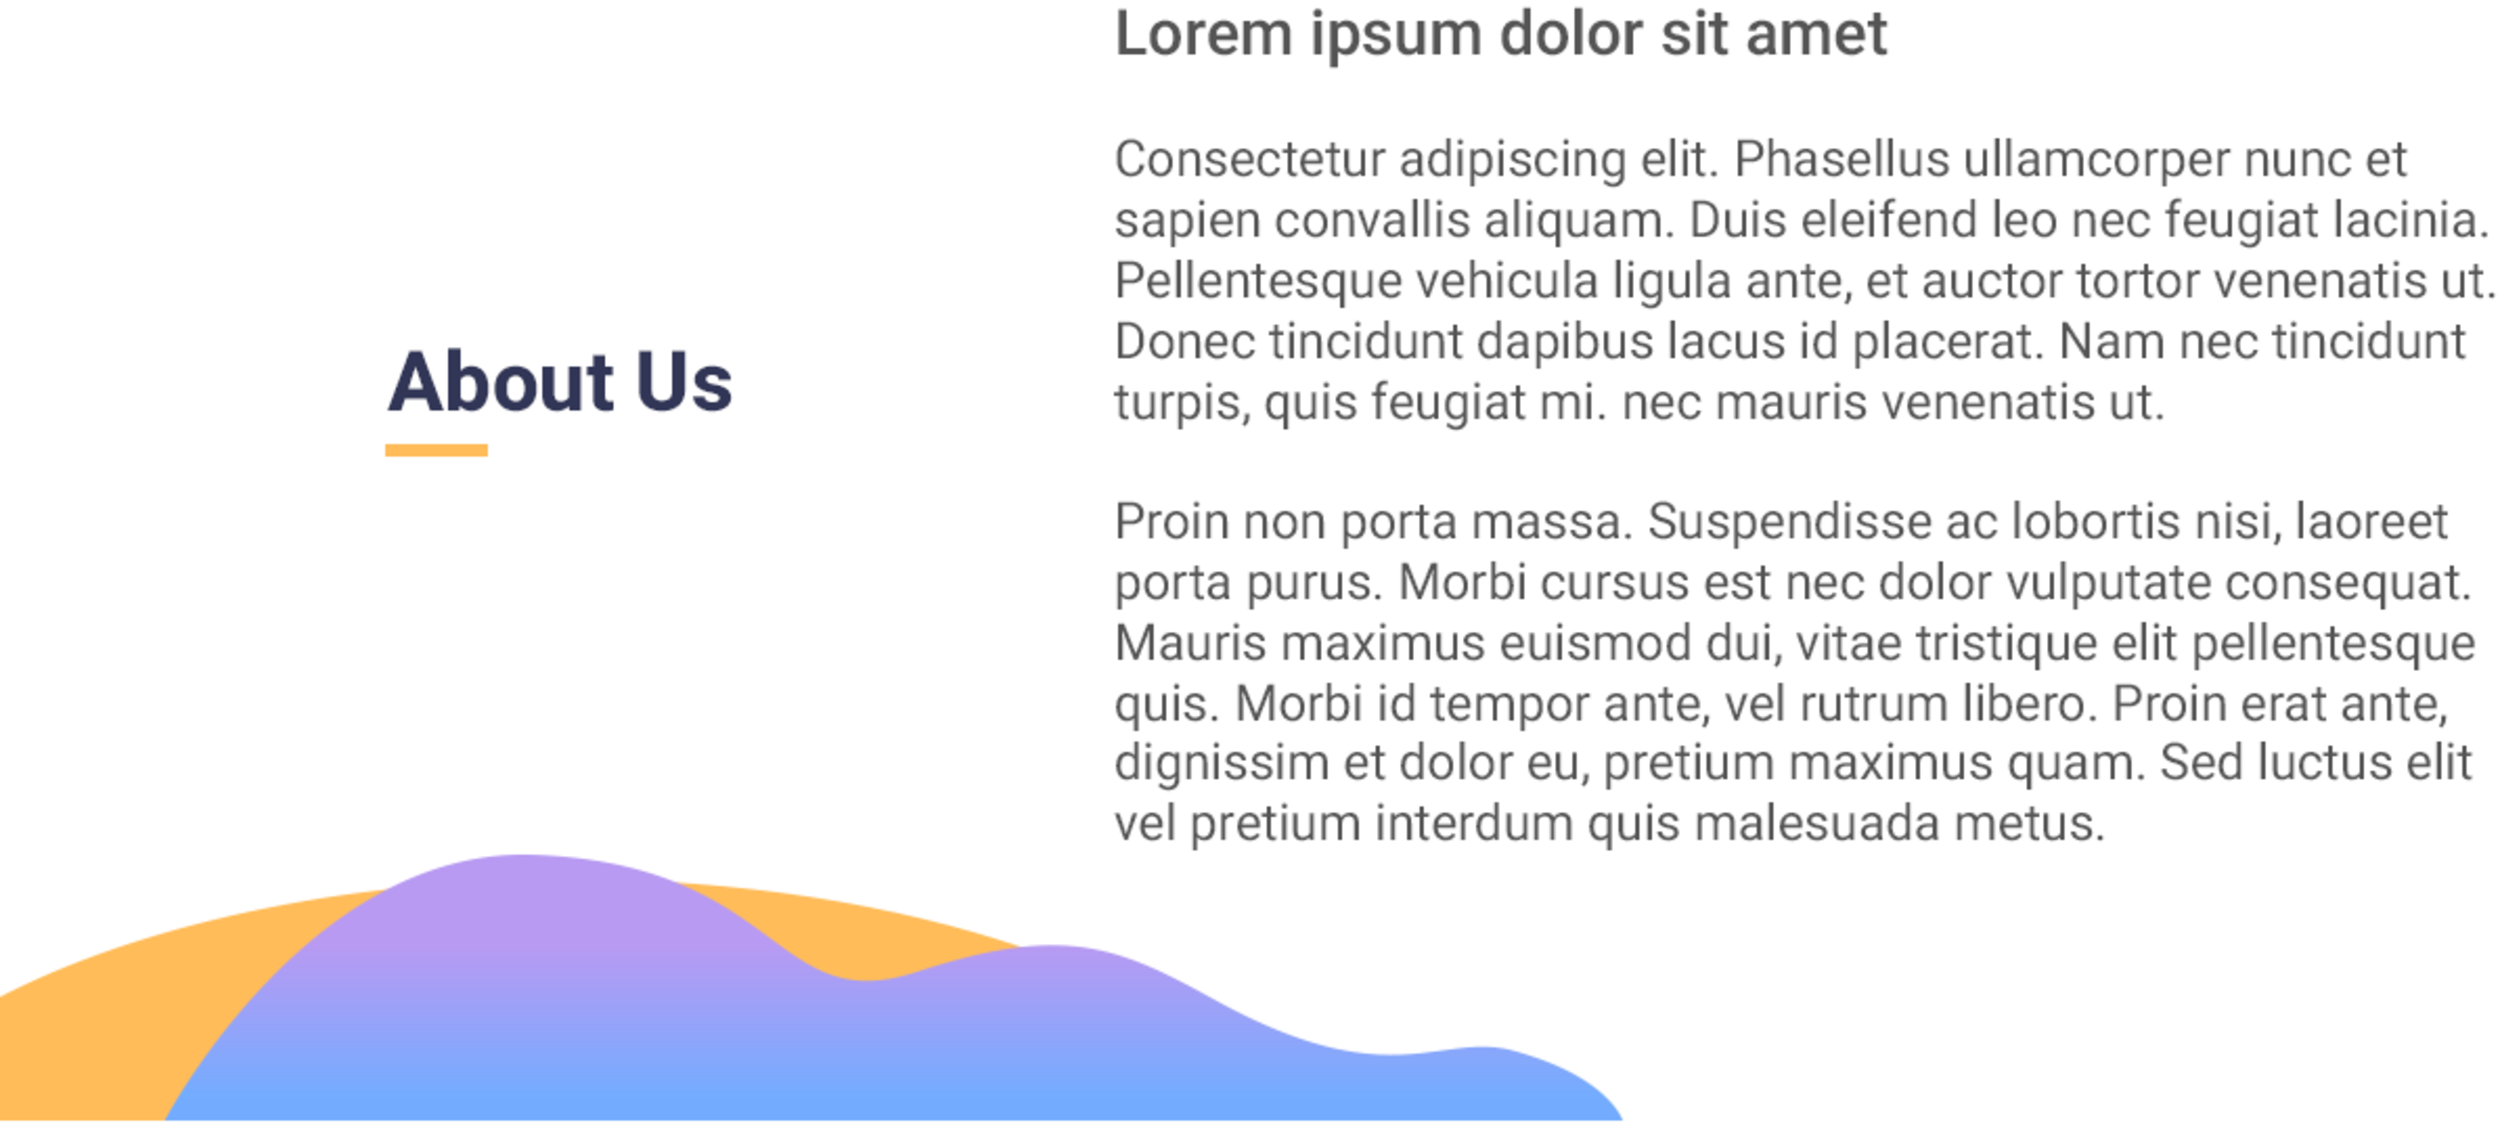 About Us
Lorem ipsum dolor sit amet
Consectetur adipiscing elit. Phasellus ullamcorper nunc et
sapien convallis aliquam. Duis eleifend leo nec feugiat lacinia.
Pellentesque vehicula ligula ante, et auctor tortor venenatis ut.
Donec tincidunt dapibus lacus id placerat. Nam nec tincidunt
turpis, quis feugiat mi. nec mauris venenatis ut.
Proin non porta massa. Suspendisse ac lobortis nisi, laoreet
porta purus. Morbi cursus est nec dolor vulputate consequat.
Mauris maximus euismod dui, vitae tristique elit pellentesque
quis. Morbi id tempor ante, vel rutrum libero. Proin erat ante,
dignissim et dolor eu, pretium maximus quam. Sed luctus elit
vel pretium interdum quis malesuada metus.